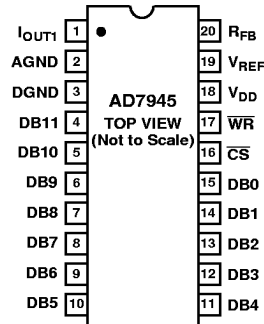 IOUT1 1 20 RFB
AGND 2 19 VREF
DGND 3 18 VDD
AD7945
DB11 4 TOP VIEW 17 W̅R̅
(Not to Scale)
DB10 5 16 C̅S̅
DB9 6 15 DB0
DB8 7 14 DB1
DB7 8 13 DB2
DB6 9 12 DB3
DB5 10 11 DB4